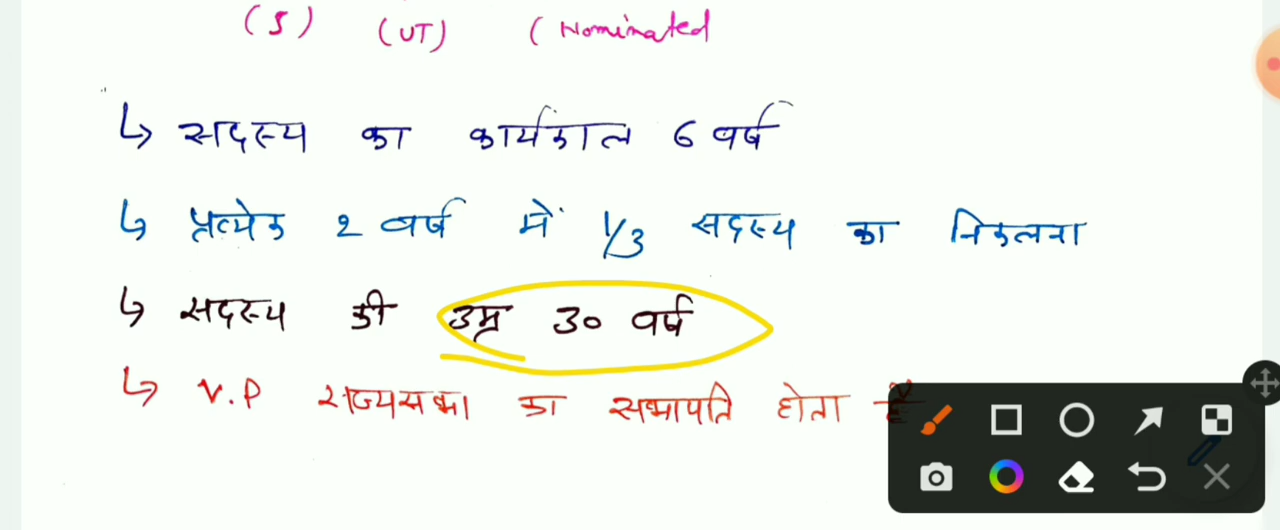 (S) (UT) (Nominated
↳ सदस्य का कार्यकाल 6 वर्ष
↳ प्रत्येक 2 वर्ष में 1/3 सदस्य का निकलना
↳ सदस्य की उम्र 30 वर्ष
↳ V.P राज्यसभा का सभापति होता है